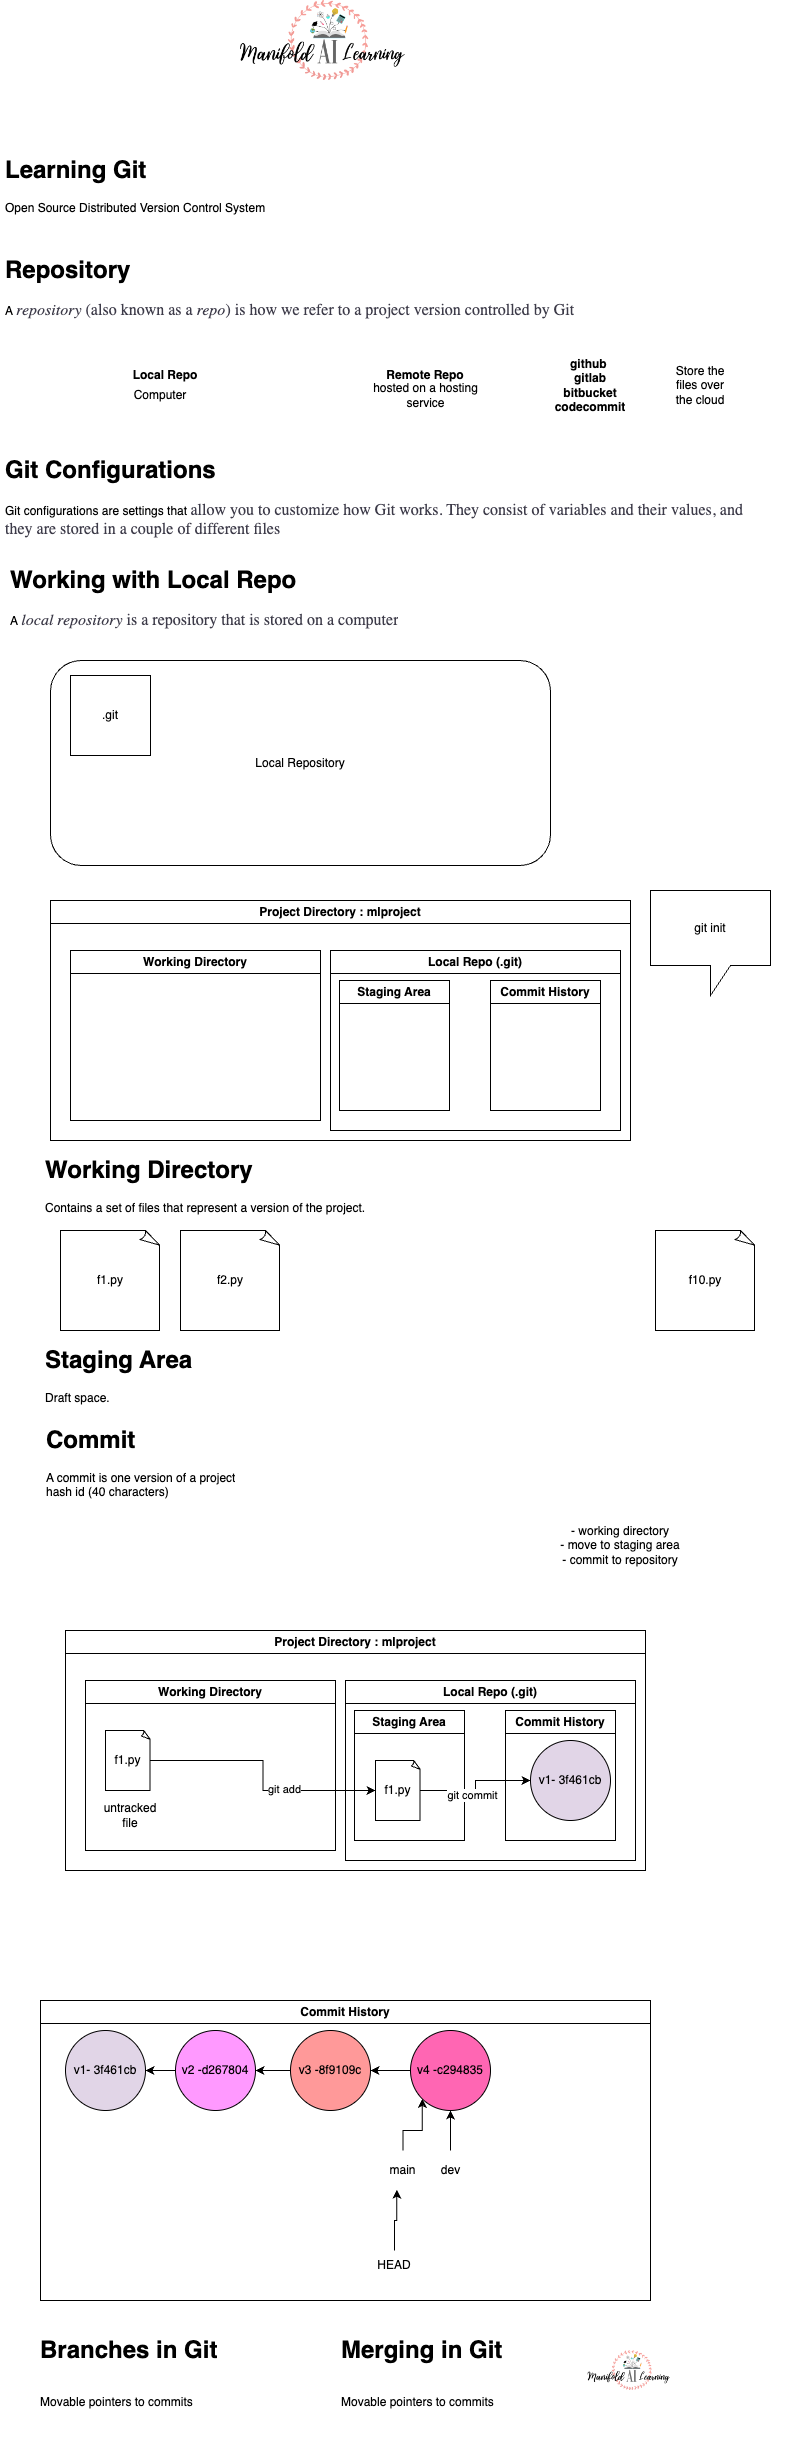 Manifold AI Learning
Learning Git
Open Source Distributed Version Control System
Repository
A repository (also known as a repo) is how we refer to a project version controlled by Git
Local Repo
Computer
Remote Repo
hosted on a hosting
service
github
gitlab
bitbucket
codecommit
Store the
files over
the cloud
Git Configurations
Git configurations are settings that allow you to customize how Git works. They consist of variables and their values, and
they are stored in a couple of different files
Working with Local Repo
A local repository is a repository that is stored on a computer
.git
Local Repository
git init
Project Directory : mlproject
Working Directory
Local Repo (.git)
Staging Area
Commit History
Working Directory
Contains a set of files that represent a version of the project.
f1.py
f2.py
f10.py
Staging Area
Draft space.
Commit
A commit is one version of a project
hash id (40 characters)
- working directory
- move to staging area
- commit to repository
Project Directory : mlproject
Working Directory
Local Repo (.git)
Staging Area
Commit History
f1.py
untracked
file
git add
f1.py
git commit
v1- 3f461cb
Commit History
v1- 3f461cb
v2 -d267804
v3 -8f9109c
v4 -c294835
main
dev
HEAD
Branches in Git
Movable pointers to commits
Merging in Git
Movable pointers to commits
Manifold AI Learning